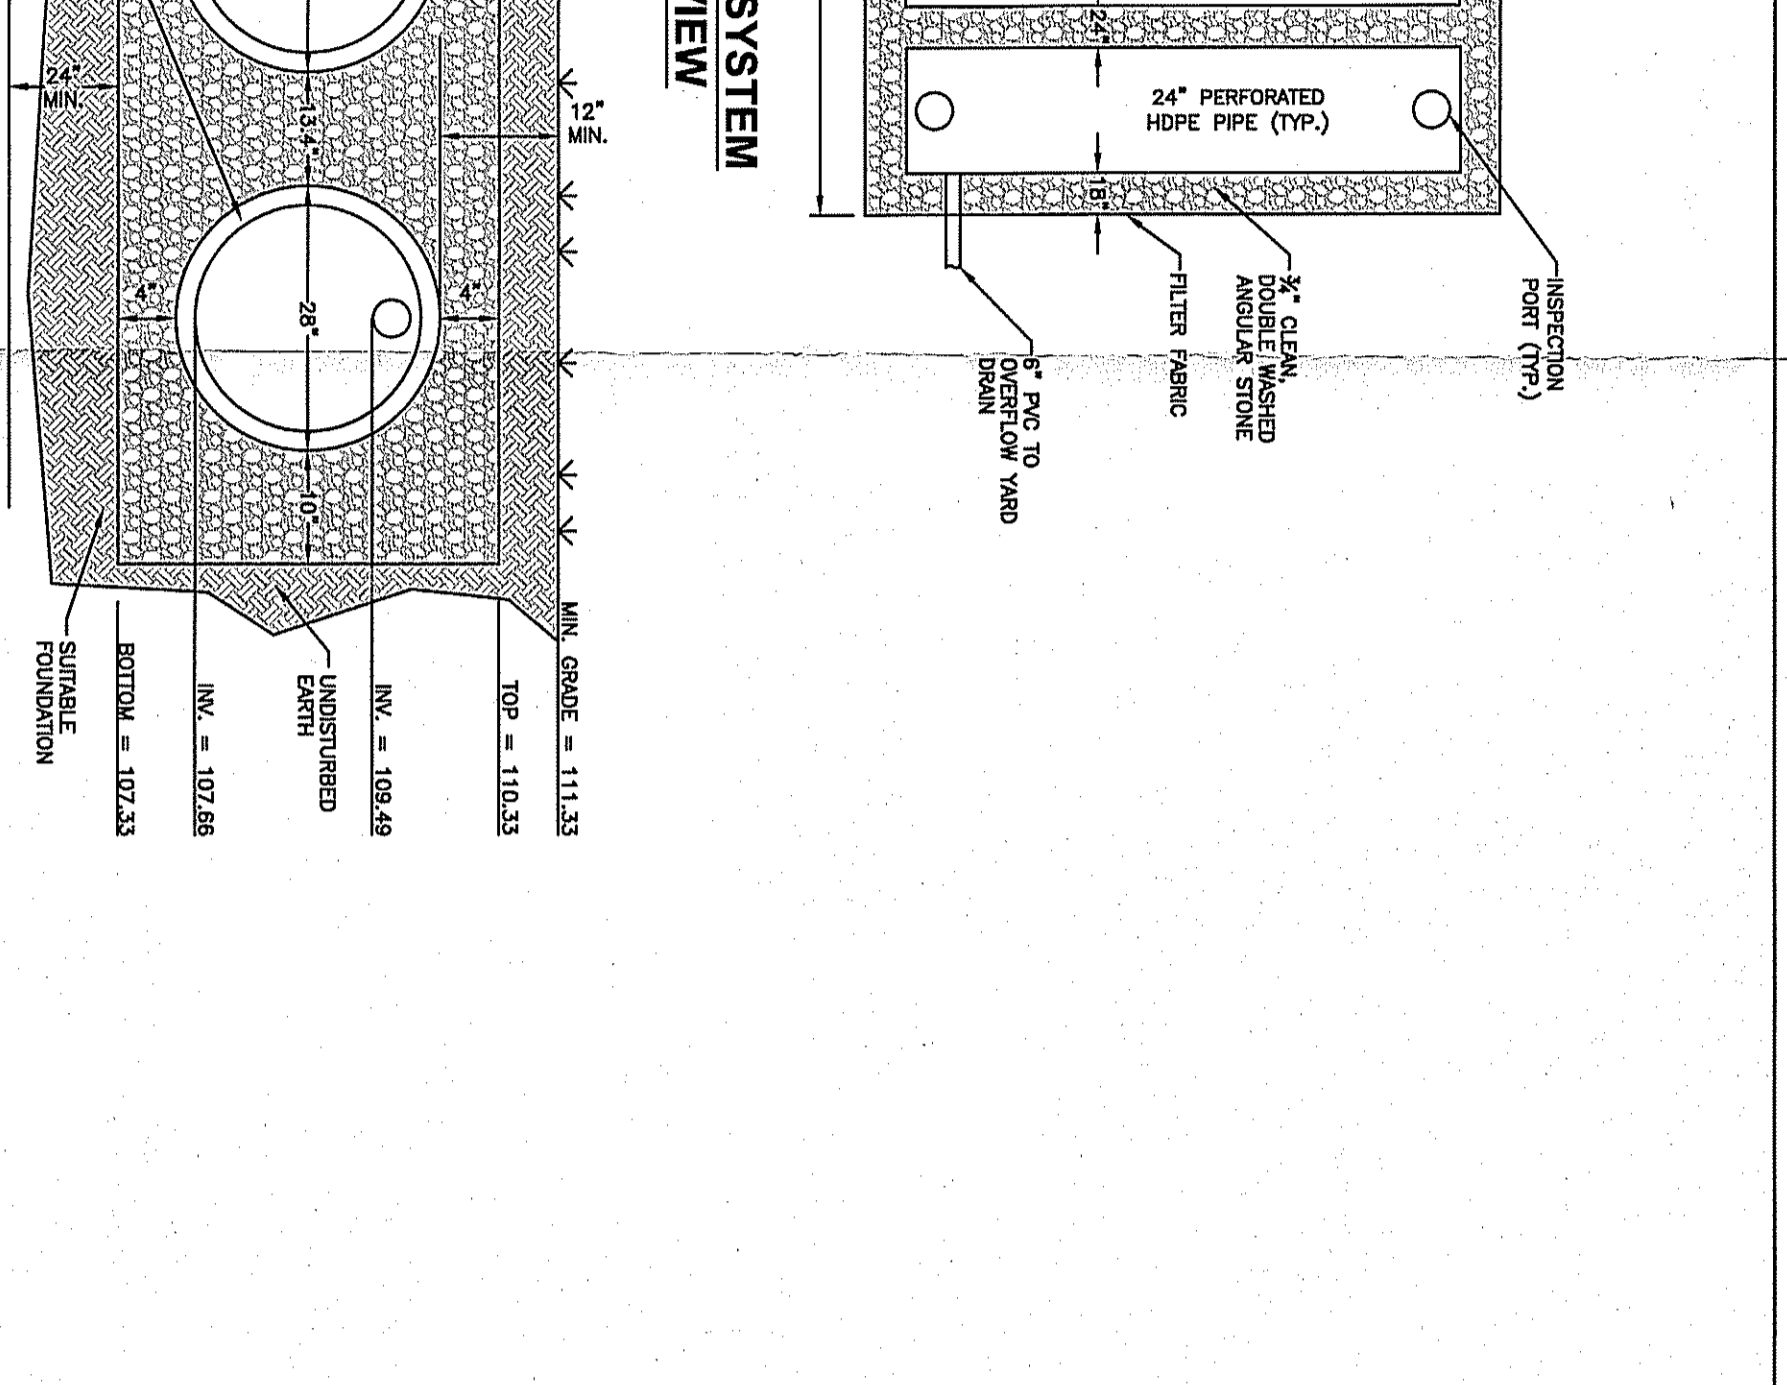 SYSTEM
VIEW
24"
24" PERFORATED
HDPE PIPE (TYP.)
18"
INSPECTION
PORT (TYP.)
3/4" CLEAN,
DOUBLE WASHED
ANGULAR STONE
FILTER FABRIC
6" PVC TO
OVERFLOW YARD
DRAIN
12"
MIN.
24"
MIN.
13.4"
4"
28"
4"
10"
MIN. GRADE = 111.33
TOP = 110.33
INV. = 109.49
UNDISTURBED
EARTH
INV. = 107.66
BOTTOM = 107.33
SUITABLE
FOUNDATION